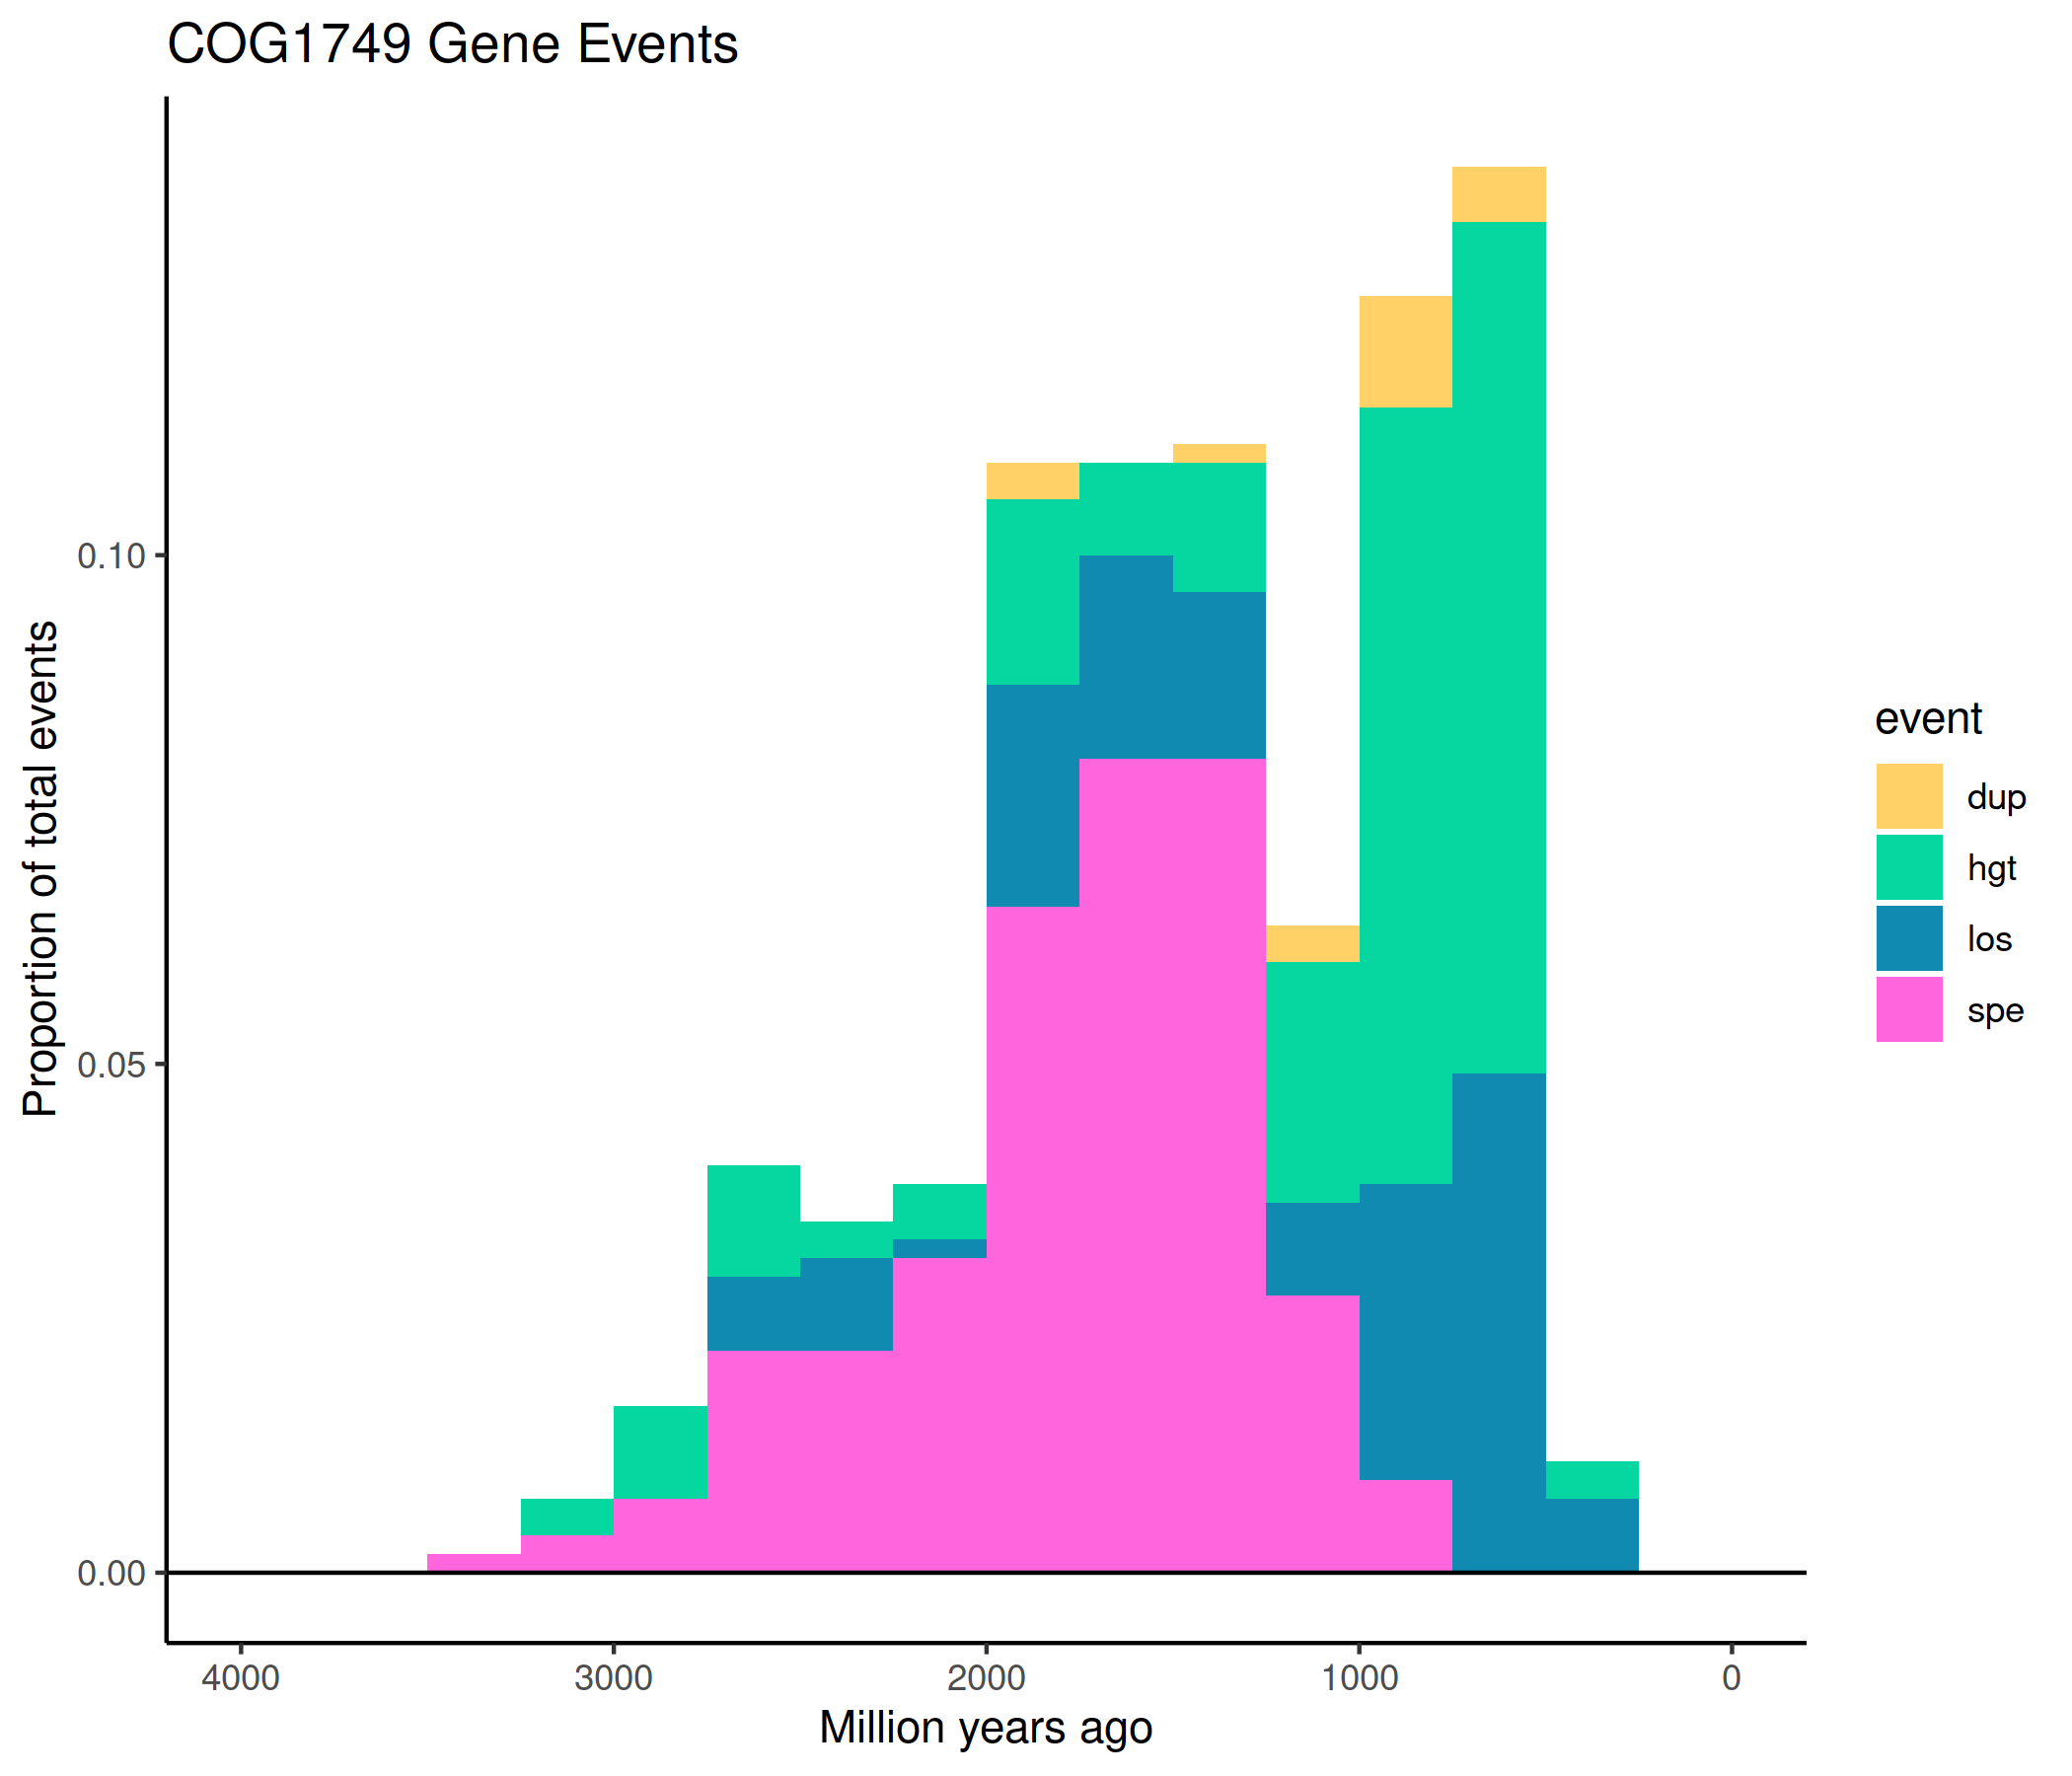 COG1749 Gene Events
Proportion of total events
0.10
0.05
0.00
4000 3000 2000 1000 0
Million years ago
event
dup
hgt
los
spe